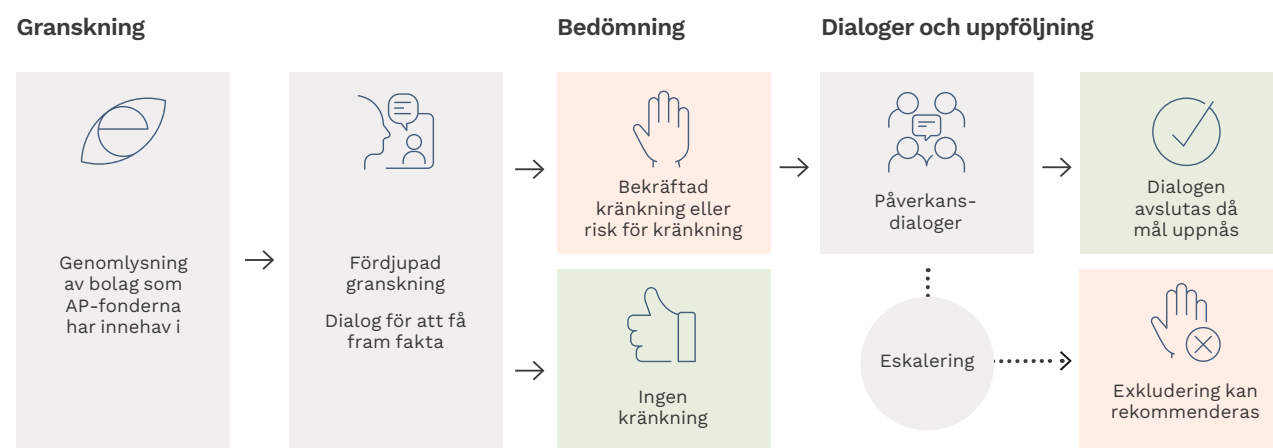 Granskning
Bedömning
Dialoger och uppföljning
Genomlysning
av bolag som
AP-fonderna
har innehav i
Fördjupad
granskning
Dialog för att få
fram fakta
Bekräftad
kränkning eller
risk för kränkning
Ingen
kränkning
Påverkans-
dialoger
Dialogen
avslutas då
mål uppnås
Eskalering
Exkludering kan
rekommenderas